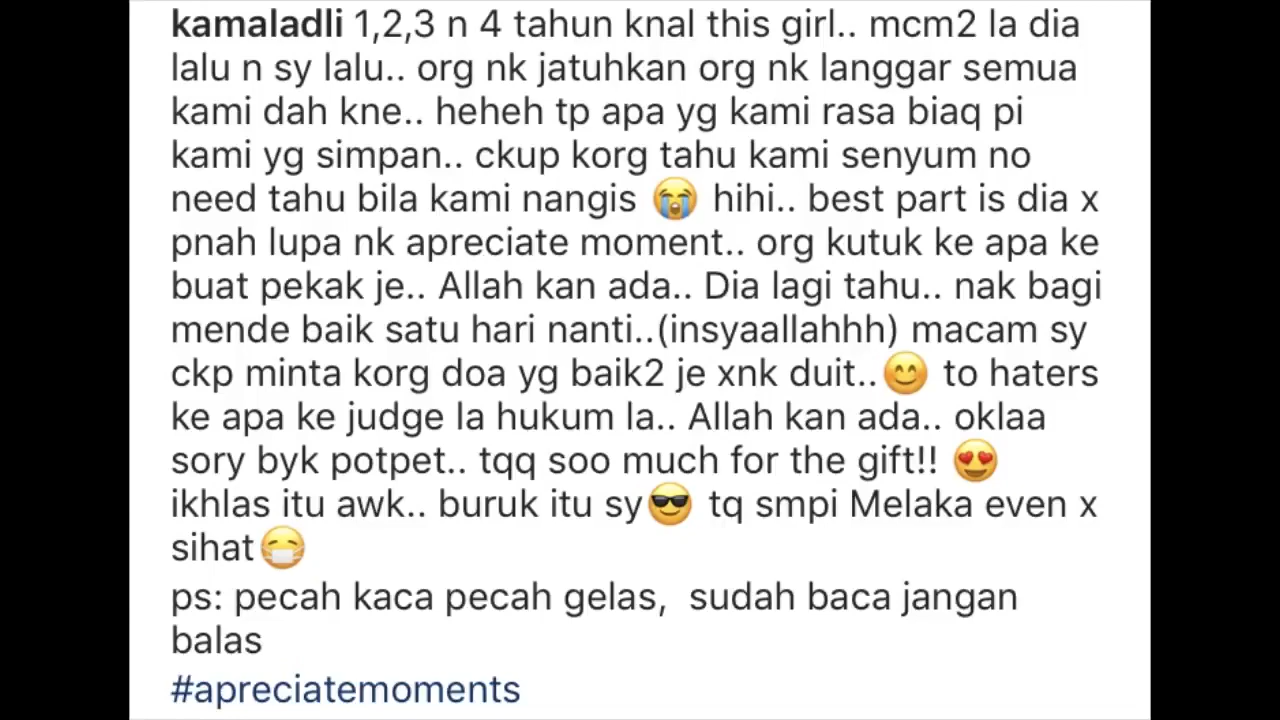 kamaladli 1,2,3 n 4 tahun knal this girl.. mcm2 la dia
lalu n sy lalu.. org nk jatuhkan org nk langgar semua
kami dah kne.. heheh tp apa yg kami rasa biaq pi
kami yg simpan.. ckup korg tahu kami senyum no
need tahu bila kami nangis 😭 hihi.. best part is dia x
pnah lupa nk apreciate moment.. org kutuk ke apa ke
buat pekak je.. Allah kan ada.. Dia lagi tahu.. nak bagi
mende baik satu hari nanti..(insyaallahhh) macam sy
ckp minta korg doa yg baik2 je xnk duit..😊 to haters
ke apa ke judge la hukum la.. Allah kan ada.. oklaa
sory byk potpet.. tqq soo much for the gift!! 😍
ikhlas itu awk.. buruk itu sy😎 tq smpi Melaka even x
sihat😷
ps: pecah kaca pecah gelas,  sudah baca jangan
balas
#apreciatemoments